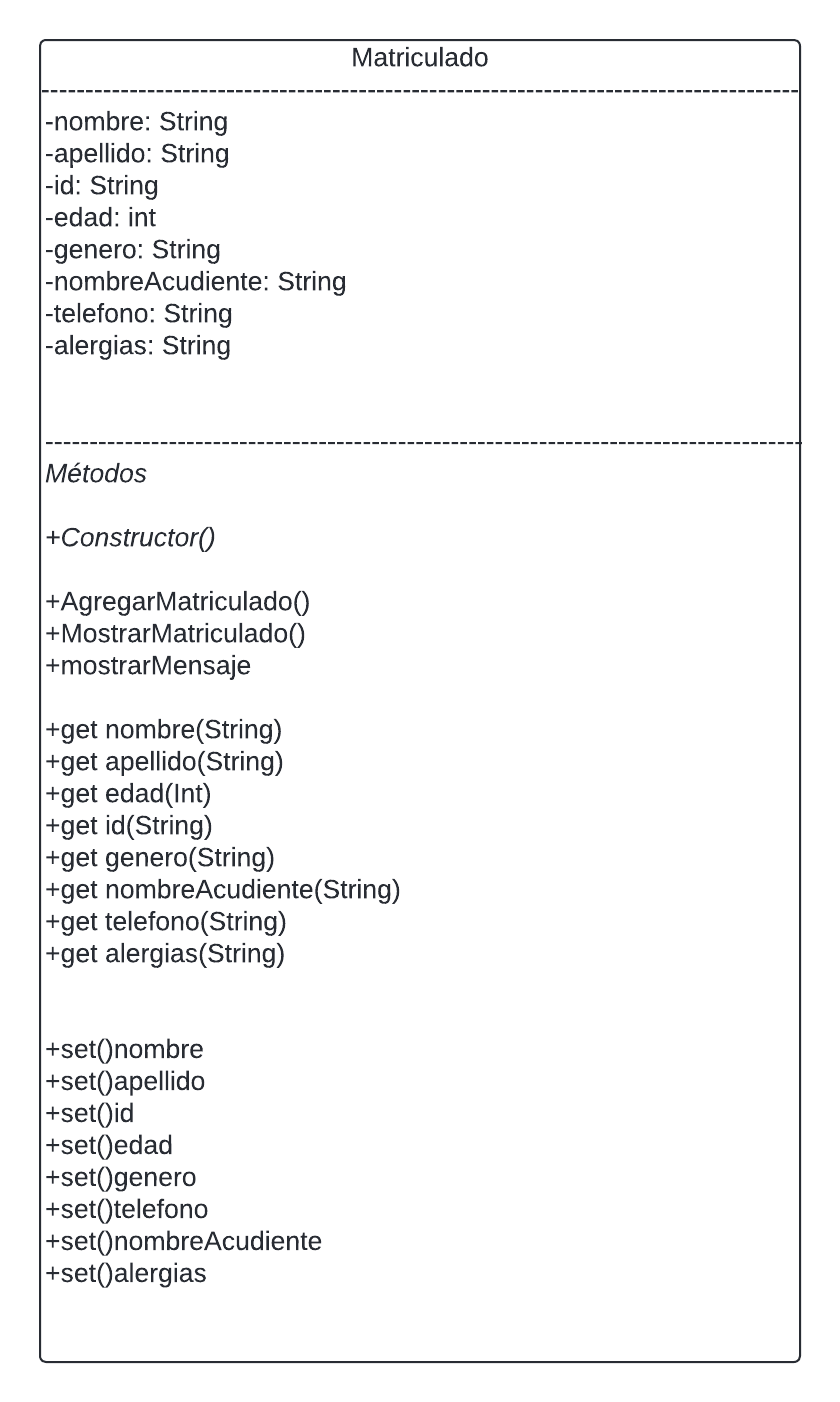 Matriculado
-nombre: String
-apellido: String
-id: String
-edad: int
-genero: String
-nombreAcudiente: String
-telefono: String
-alergias: String
Métodos
+Constructor()
+AgregarMatriculado()
+MostrarMatriculado()
+mostrarMensaje
+get nombre(String)
+get apellido(String)
+get edad(Int)
+get id(String)
+get genero(String)
+get nombreAcudiente(String)
+get telefono(String)
+get alergias(String)
+set()nombre
+set()apellido
+set()id
+set()edad
+set()genero
+set()telefono
+set()nombreAcudiente
+set()alergias